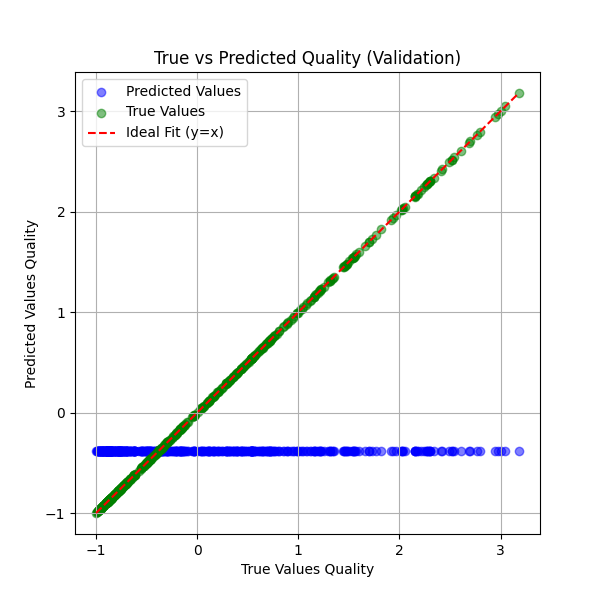 True vs Predicted Quality (Validation)
Predicted Values
True Values
Ideal Fit (y=x)
Predicted Values Quality
3
2
1
0
−1
−1 0 1 2 3
True Values Quality